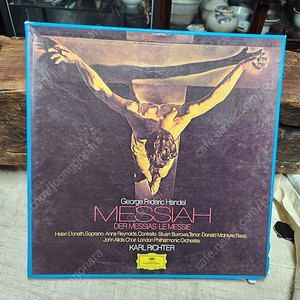 George Frideric Handel
MESSIAH
DER MESSIAS·LE MESSIE
Helen Donath, Soprano·Anna Reynolds, Contralto·Stuart Burrows, Tenor·Donald McIntyre, Bass
John Alldis Choir·London Philharmonic Orchestra
KARL RICHTER